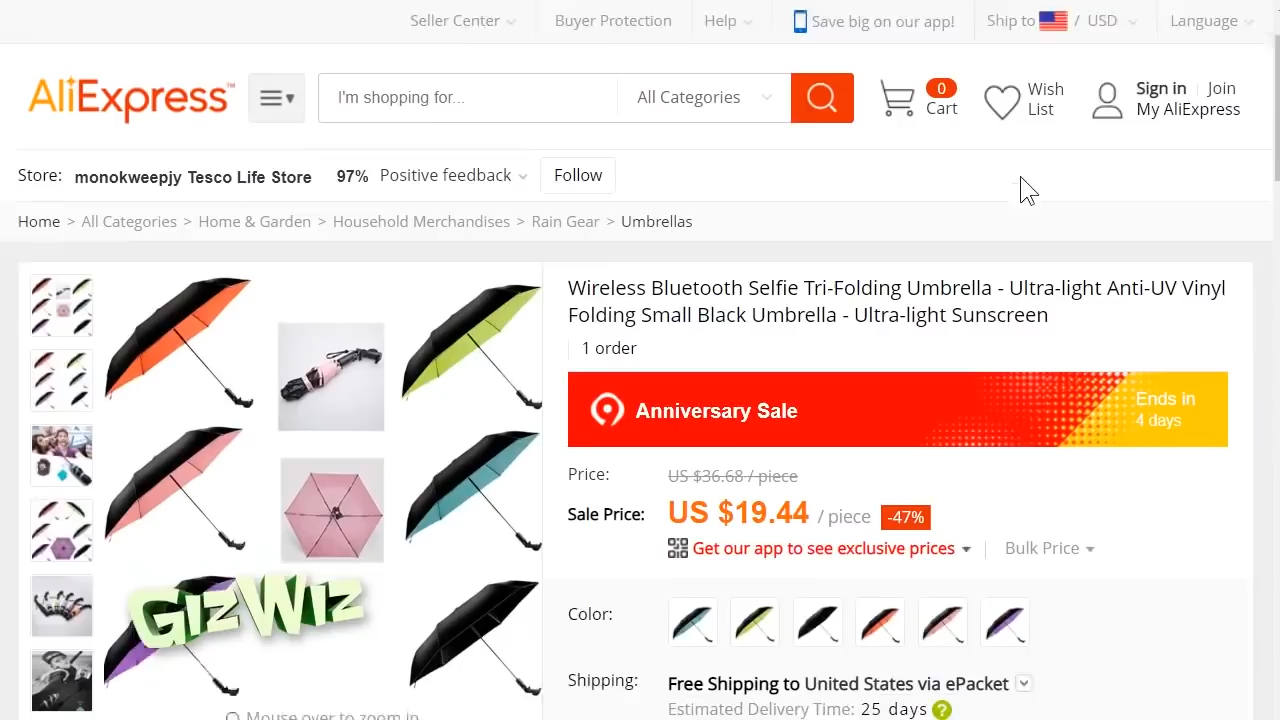 Seller Center
Buyer Protection
Help
Save big on our app!
Ship to / USD
Language
AliExpress™
I'm shopping for...
All Categories
0
Cart
Wish
List
Sign in Join
My AliExpress
Store: monokweepjy Tesco Life Store 97% Positive feedback Follow
Home > All Categories > Home & Garden > Household Merchandises > Rain Gear > Umbrellas
Wireless Bluetooth Selfie Tri-Folding Umbrella - Ultra-light Anti-UV Vinyl
Folding Small Black Umbrella - Ultra-light Sunscreen
1 order
Anniversary Sale
Ends in
4 days
Price: US $36.68 / piece
Sale Price: US $19.44 / piece -47%
Get our app to see exclusive prices
Bulk Price
GizWiz
Color:
Shipping: Free Shipping to United States via ePacket
Estimated Delivery Time: 25 days ?
Mouse over to zoom in